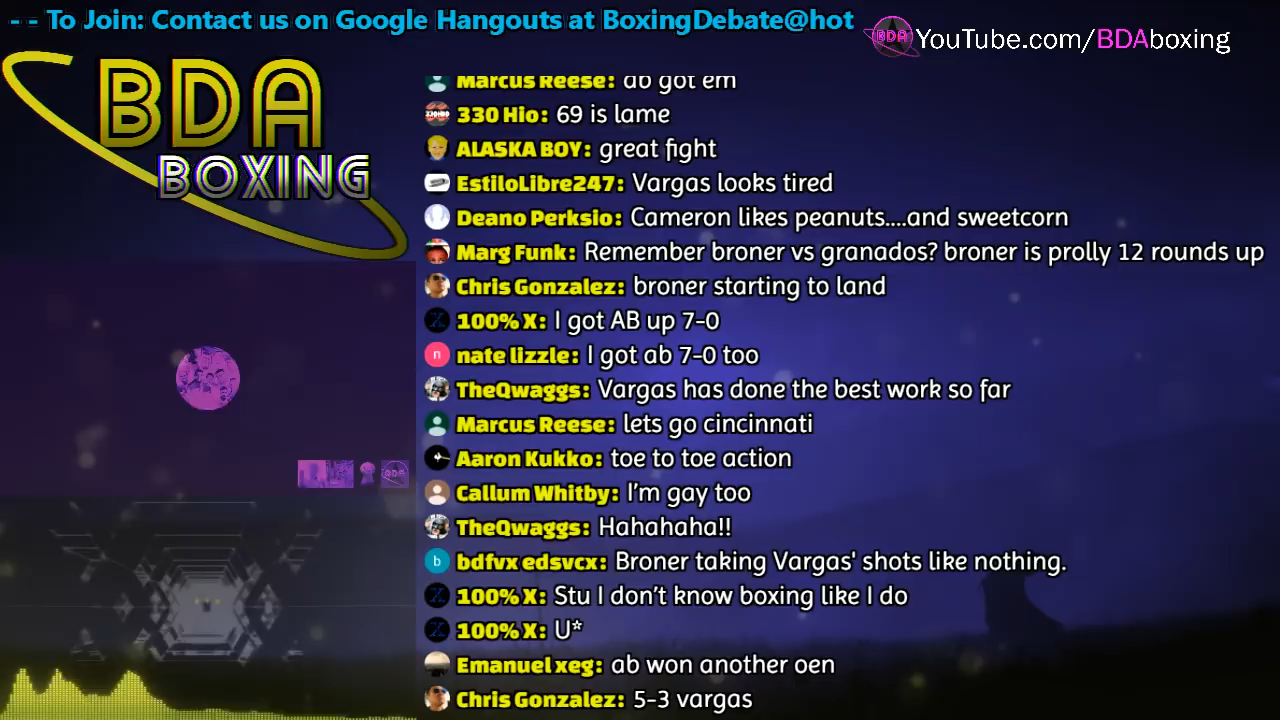 - - To Join: Contact us on Google Hangouts at BoxingDebate@hot
BDA
YouTube.com/BDAboxing
BDA
BOXING
Marcus Reese: ab got em
330 Hio: 69 is lame
ALASKA BOY: great fight
EstiloLibre247: Vargas looks tired
Deano Perksio: Cameron likes peanuts....and sweetcorn
Marg Funk: Remember broner vs granados? broner is prolly 12 rounds up
Chris Gonzalez: broner starting to land
100% X: I got AB up 7-0
n
nate lizzle: I got ab 7-0 too
TheQwaggs: Vargas has done the best work so far
Marcus Reese: lets go cincinnati
Aaron Kukko: toe to toe action
Callum Whitby: I'm gay too
TheQwaggs: Hahahaha!!
b
bdfvx edsvcx: Broner taking Vargas' shots like nothing.
100% X: Stu I don't know boxing like I do
100% X: U*
Emanuel xeg: ab won another oen
Chris Gonzalez: 5-3 vargas